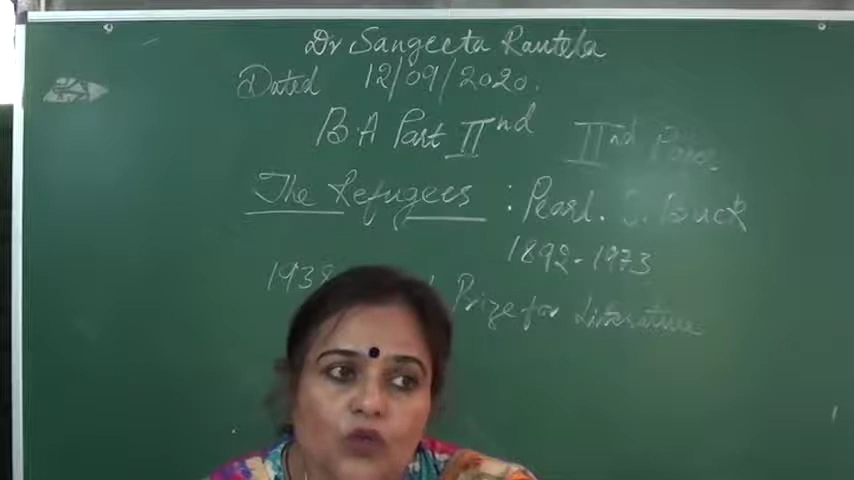 Dr Sangeeta Rautela
Dated 12/09/2020.
B.A Part IInd IInd
The Refugees : Pearl. S. Buck
1892-1973
1938 Prize for Literature